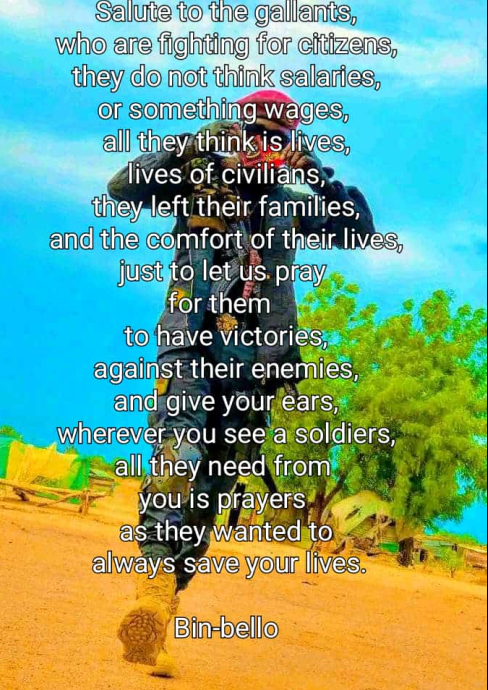 Salute to the gallants,
who are fighting for citizens,
they do not think salaries,
or something wages,
all they think is lives,
lives of civilians,
they left their families,
and the comfort of their lives,
just to let us pray
for them
to have victories,
against their enemies,
and give your ears,
wherever you see a soldiers,
all they need from
you is prayers
as they wanted to
always save your lives.
Bin-bello